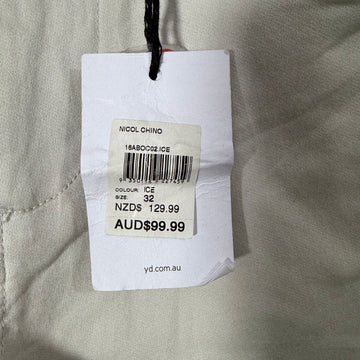 NICOL CHINO
16ABOC02.ICE
COLOUR: ICE
SIZE: 32
NZD$ 129.99
AUD$99.99
yd.com.au